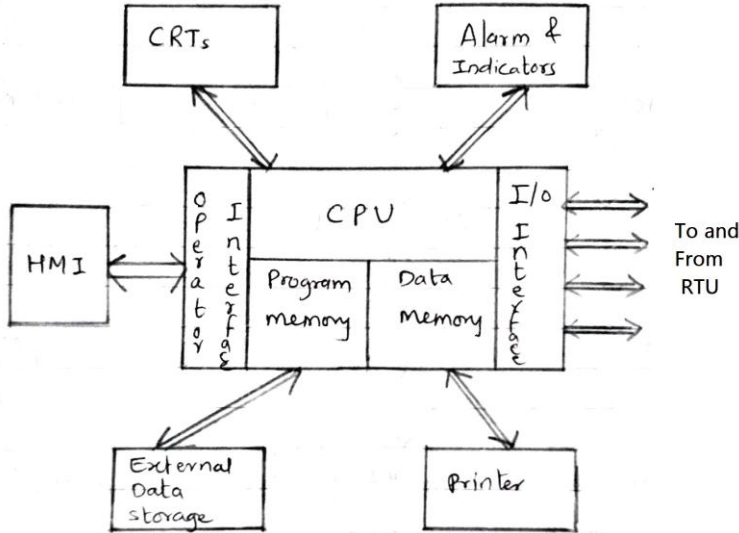 CRTs
Alarm &
Indicators
HMI
Operator
Interface
CPU
Program
memory
Data
Memory
I/O
Interface
To and
From
RTU
External
Data
storage
Printer